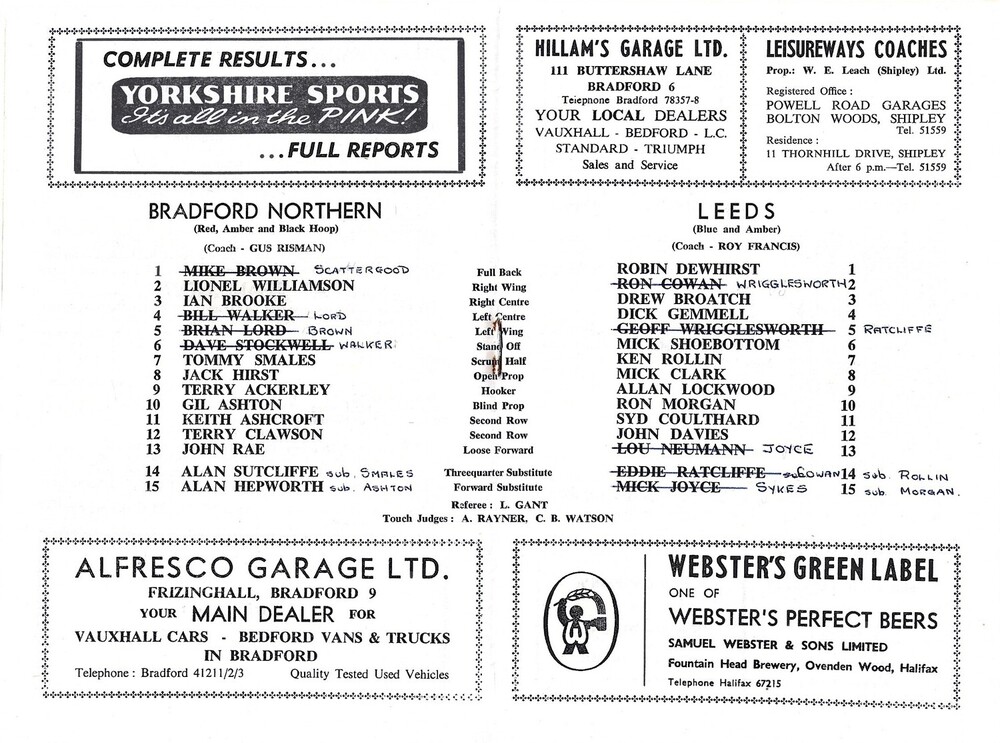 COMPLETE RESULTS...
YORKSHIRE SPORTS
It's all in the PINK!
...FULL REPORTS
HILLAM'S GARAGE LTD.
111 BUTTERSHAW LANE
BRADFORD 6
Telephone Bradford 78357-8
YOUR LOCAL DEALERS
VAUXHALL - BEDFORD - L.C.
STANDARD - TRIUMPH
Sales and Service
LEISUREWAYS COACHES
Prop.: W. E. Leach (Shipley) Ltd.
Registered Office :
POWELL ROAD GARAGES
BOLTON WOODS, SHIPLEY
Tel. 51559
Residence :
11 THORNHILL DRIVE, SHIPLEY
After 6 p.m.—Tel. 51559
BRADFORD NORTHERN
(Red, Amber and Black Hoop)
(Coach - GUS RISMAN)
LEEDS
(Blue and Amber)
(Coach - ROY FRANCIS)
1 MIKE BROWN SCATTERGOOD Full Back ROBIN DEWHIRST 1
2 LIONEL WILLIAMSON Right Wing RON COWAN WRIGGLESWORTH 2
3 IAN BROOKE Right Centre DREW BROATCH 3
4 BILL WALKER LORD Left Centre DICK GEMMELL 4
5 BRIAN LORD BROWN Left Wing GEOFF WRIGGLESWORTH 5 RATCLIFFE
6 DAVE STOCKWELL WALKER Stand Off MICK SHOEBOTTOM 6
7 TOMMY SMALES Scrum Half KEN ROLLIN 7
8 JACK HIRST Open Prop MICK CLARK 8
9 TERRY ACKERLEY Hooker ALLAN LOCKWOOD 9
10 GIL ASHTON Blind Prop RON MORGAN 10
11 KEITH ASHCROFT Second Row SYD COULTHARD 11
12 TERRY CLAWSON Second Row JOHN DAVIES 12
13 JOHN RAE Loose Forward LOU NEUMANN JOYCE 13
14 ALAN SUTCLIFFE sub. SMALES Threequarter Substitute EDDIE RATCLIFFE COWAN 14 sub. ROLLIN
15 ALAN HEPWORTH sub. ASHTON Forward Substitute MICK JOYCE SYKES 15 sub MORGAN.
Referee : L. GANT
Touch Judges : A. RAYNER, C. B. WATSON
ALFRESCO GARAGE LTD.
FRIZINGHALL, BRADFORD 9
YOUR MAIN DEALER FOR
VAUXHALL CARS - BEDFORD VANS & TRUCKS
IN BRADFORD
Telephone : Bradford 41211/2/3 Quality Tested Used Vehicles
WEBSTER'S GREEN LABEL
ONE OF
WEBSTER'S PERFECT BEERS
SAMUEL WEBSTER & SONS LIMITED
Fountain Head Brewery, Ovenden Wood, Halifax
Telephone Halifax 67215